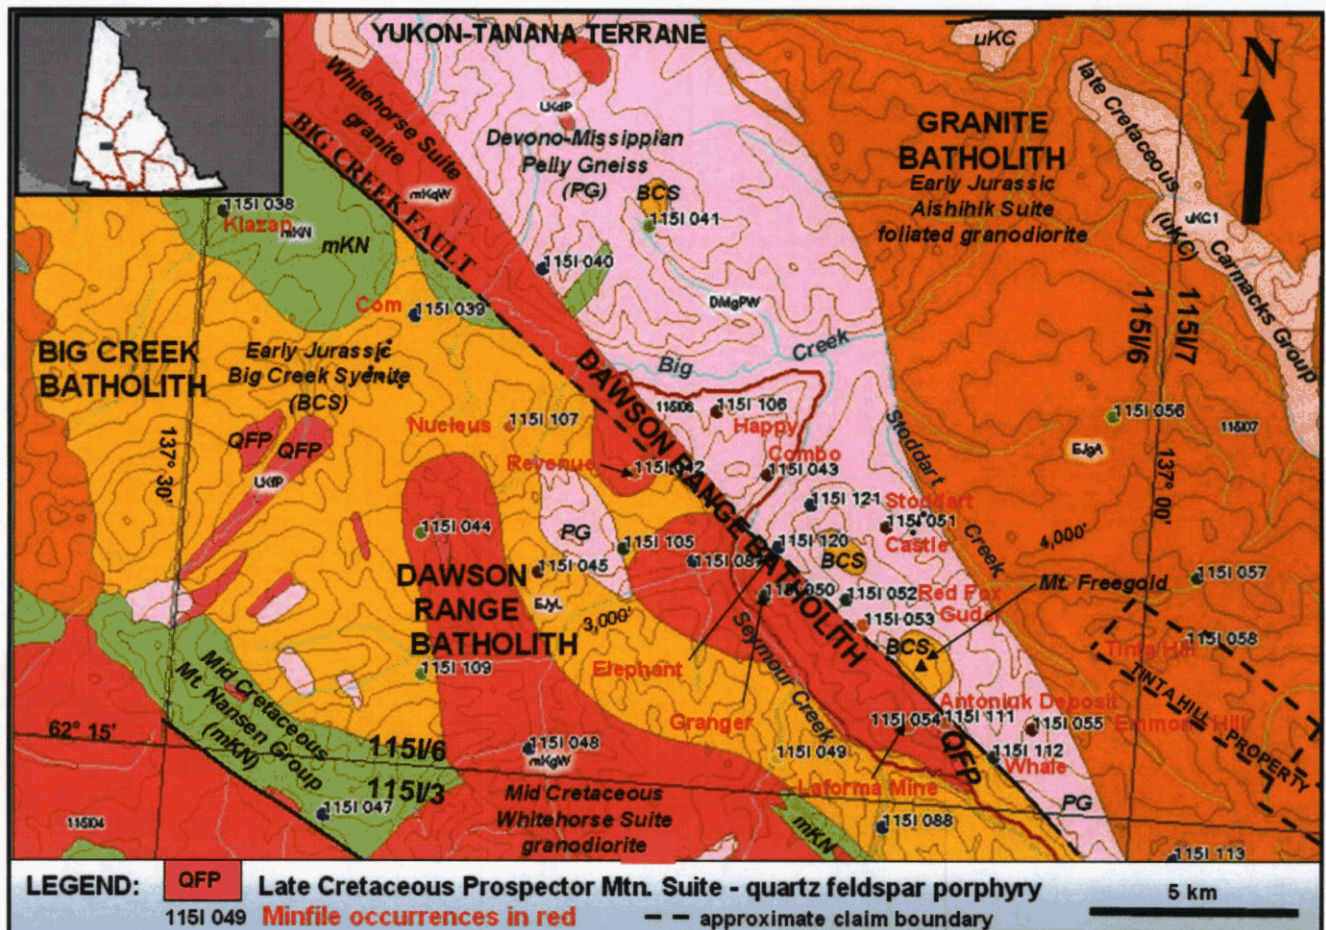 YUKON-TANANA TERRANE
uKC
N
Whitehorse Suite
granite
LKdP
Devono-Missippian
Pelly Gneiss
(PG)
GRANITE
BATHOLITH
Early Jurassic
Aishihik Suite
foliated granodiorite
late Cretaceous
(uKC)
Carnacks Group
uKC1
BIG CREEK FAULT
mKqW
BCS
115I 041
115I 038
Klazan
mKN
mKN
115I 040
DMgPW
115I/6
115I/7
Com
115I 039
BIG CREEK
BATHOLITH
Early Jurassic
Big Creek Syenite
(BCS)
Big
Creek
DAWSON RANGE BATHOLITH
115I06
115I 106
Happy
Nucleus
115I 107
Stoddart
Creek
115I 056
115I07
EJgA
QFP
QFP
LKfP
137° 30'
Revenue
115I 042
Combo
115I 043
137° 00'
115I 121
Stoddart
115I 051
Castle
4,000'
115I 044
PG
115I 105
115I 120
BCS
Mt. Freegold
DAWSON
RANGE
BATHOLITH
115I 045
EJyL
3,000'
115I 050
115I 052
Red Fox
115I 053
115I 057
115I 058
Tinta Hill
TINTA HILL PROPERTY
Seymour Creek
BCS
115I 109
Elephant
Mid Cretaceous
Mt. Nansen Group
(mKN)
Granger
Antoniuk Deposit
115I 054
115I 111
115I 055
Emmons Hill
62° 15'
115I/6
115I/3
115I 048
mKgW
115I 049
QFP
115I 112
Whale
Laforma Mine
PG
Mid Cretaceous
Whitehorse Suite
granodiorite
115I04
115I 047
mKN
115I 088
115I 113
LEGEND:
QFP
Late Cretaceous Prospector Mtn. Suite - quartz feldspar porphyry
5 km
115I 049
Minfile occurrences in red
approximate claim boundary